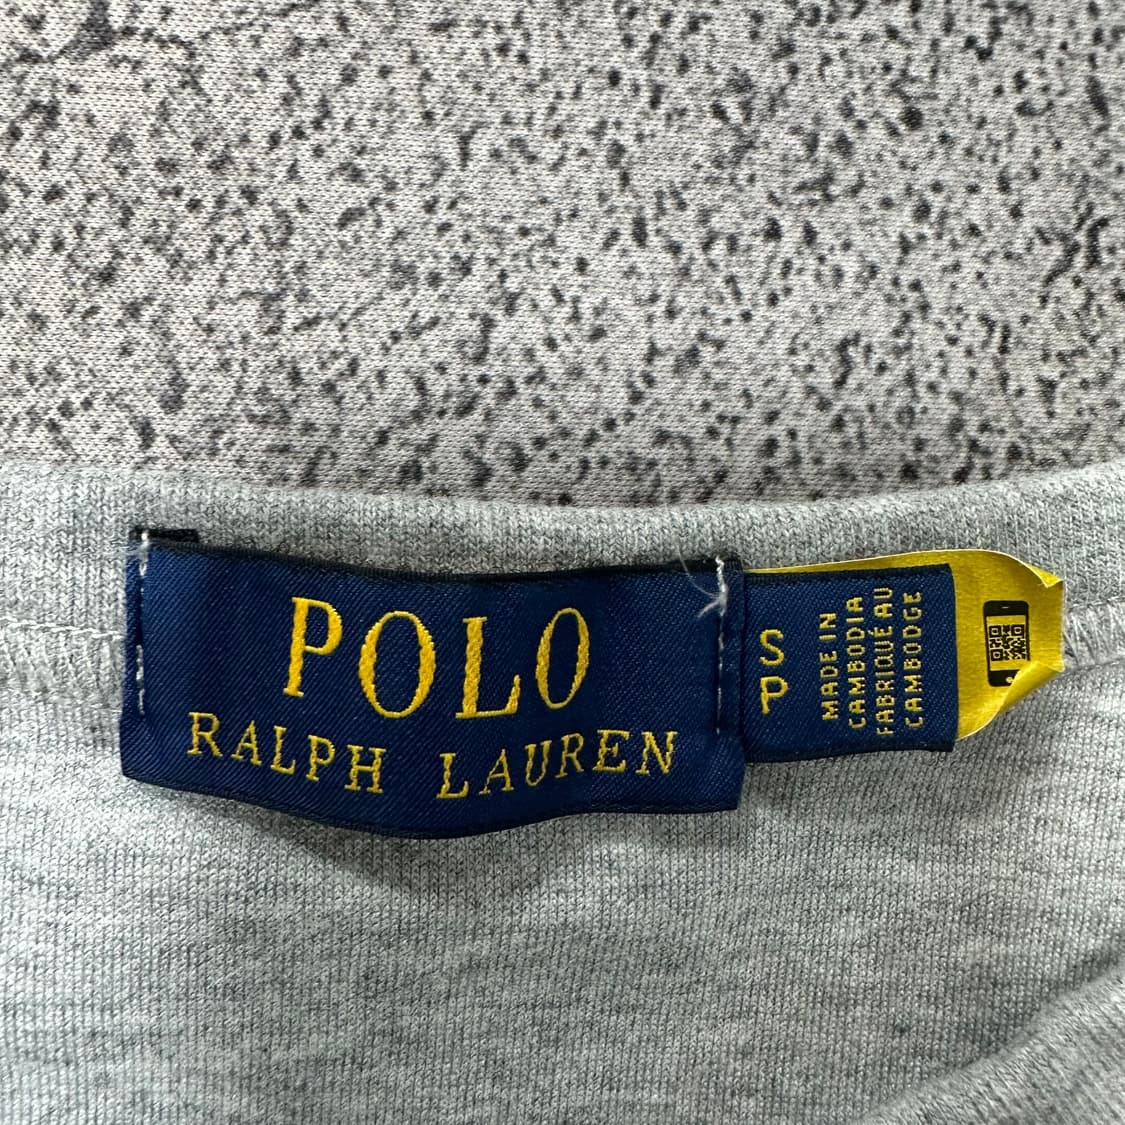 POLO
RALPH LAUREN
S
P
MADE IN
CAMBODIA
FABRIQUÉ AU
CAMBODGE